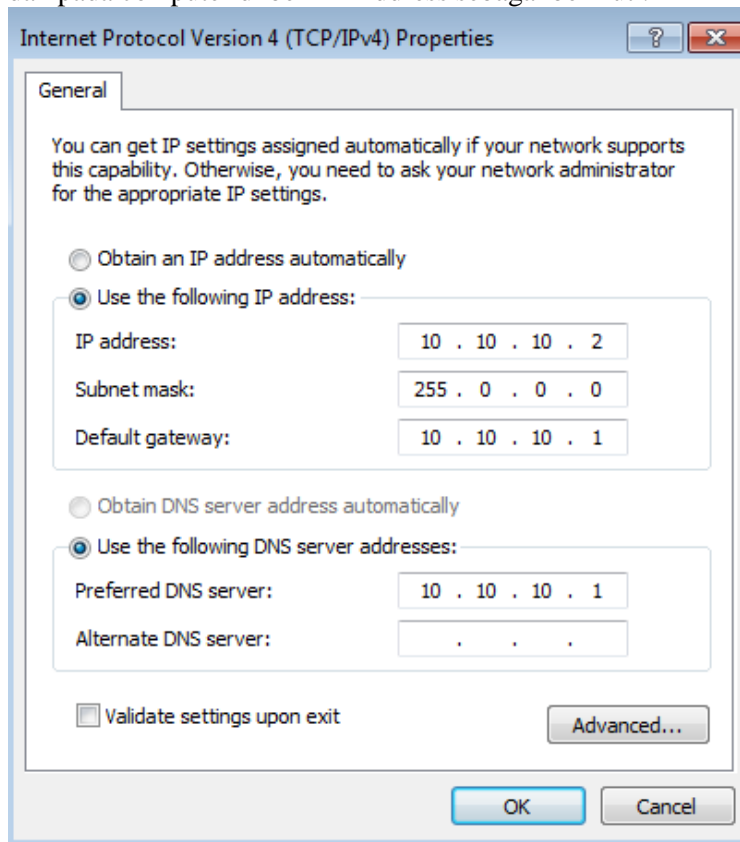 Internet Protocol Version 4 (TCP/IPv4) Properties
General
You can get IP settings assigned automatically if your network supports
this capability. Otherwise, you need to ask your network administrator
for the appropriate IP settings.
Obtain an IP address automatically
Use the following IP address:
IP address: 10 . 10 . 10 . 2
Subnet mask: 255 . 0 . 0 . 0
Default gateway: 10 . 10 . 10 . 1
Obtain DNS server address automatically
Use the following DNS server addresses:
Preferred DNS server: 10 . 10 . 10 . 1
Alternate DNS server: . . .
Validate settings upon exit
Advanced...
OK Cancel